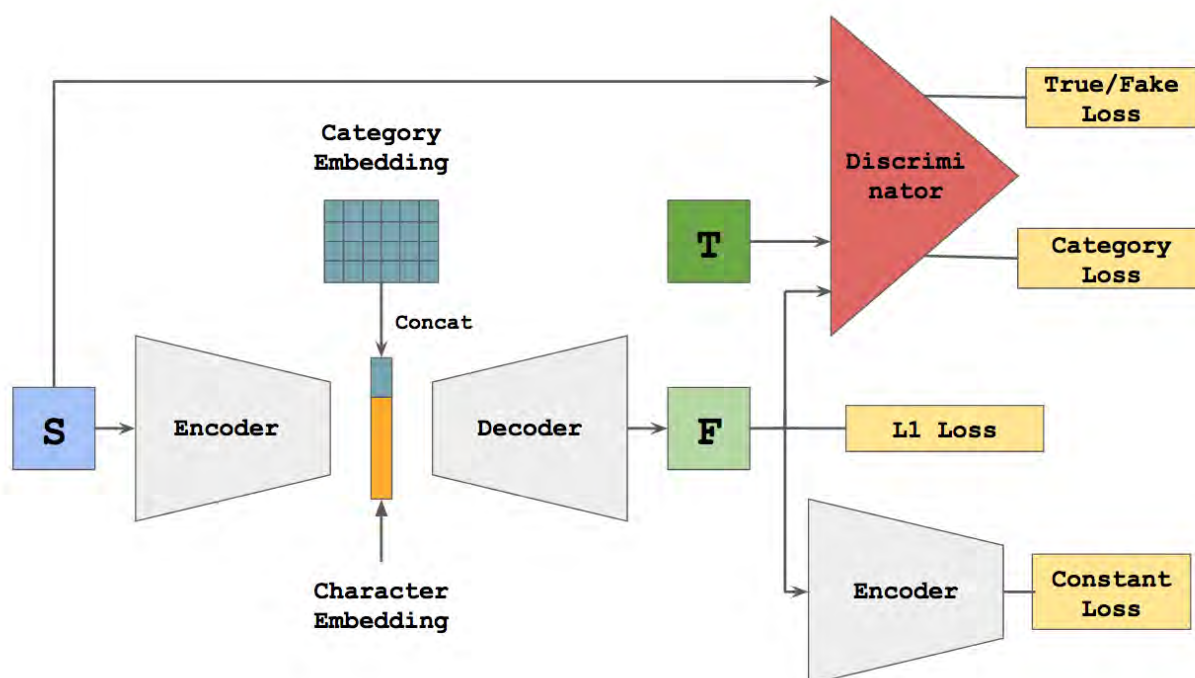 True/Fake
Loss
Category
Embedding
Discrimi
nator
T
Category
Loss
Concat
S
Encoder
Decoder
F
L1 Loss
Encoder
Constant
Loss
Character
Embedding